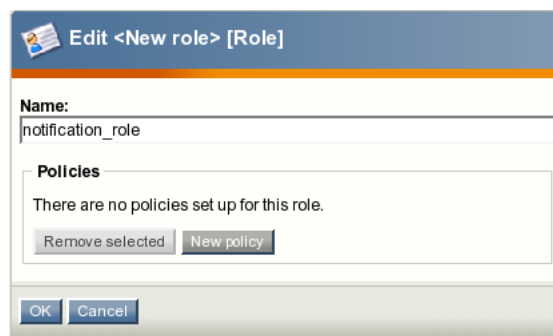 Edit <New role> [Role]
Name:
notification_role
Policies
There are no policies set up for this role.
Remove selected New policy
OK Cancel